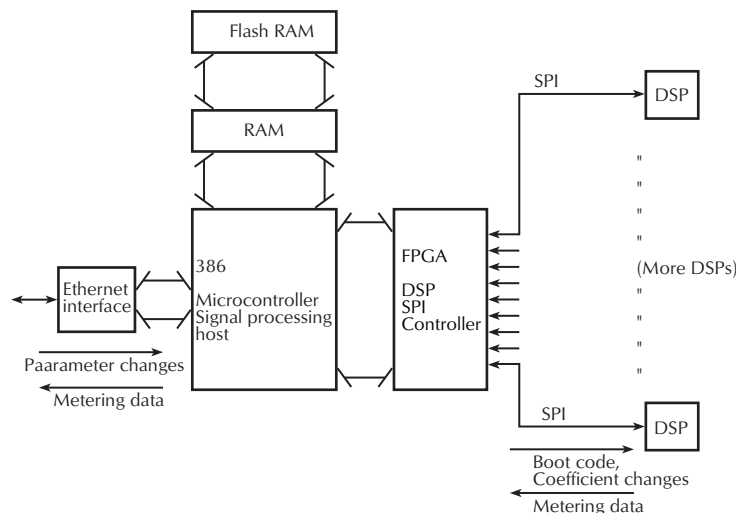 Flash RAM
RAM
SPI
DSP
"
"
"
"
(More DSPs)
"
"
"
"
386
Microcontroller
Signal processing
host
FPGA
DSP
SPI
Controller
Ethernet
interface
Paarameter changes
Metering data
SPI
DSP
Boot code,
Coefficient changes
Metering data